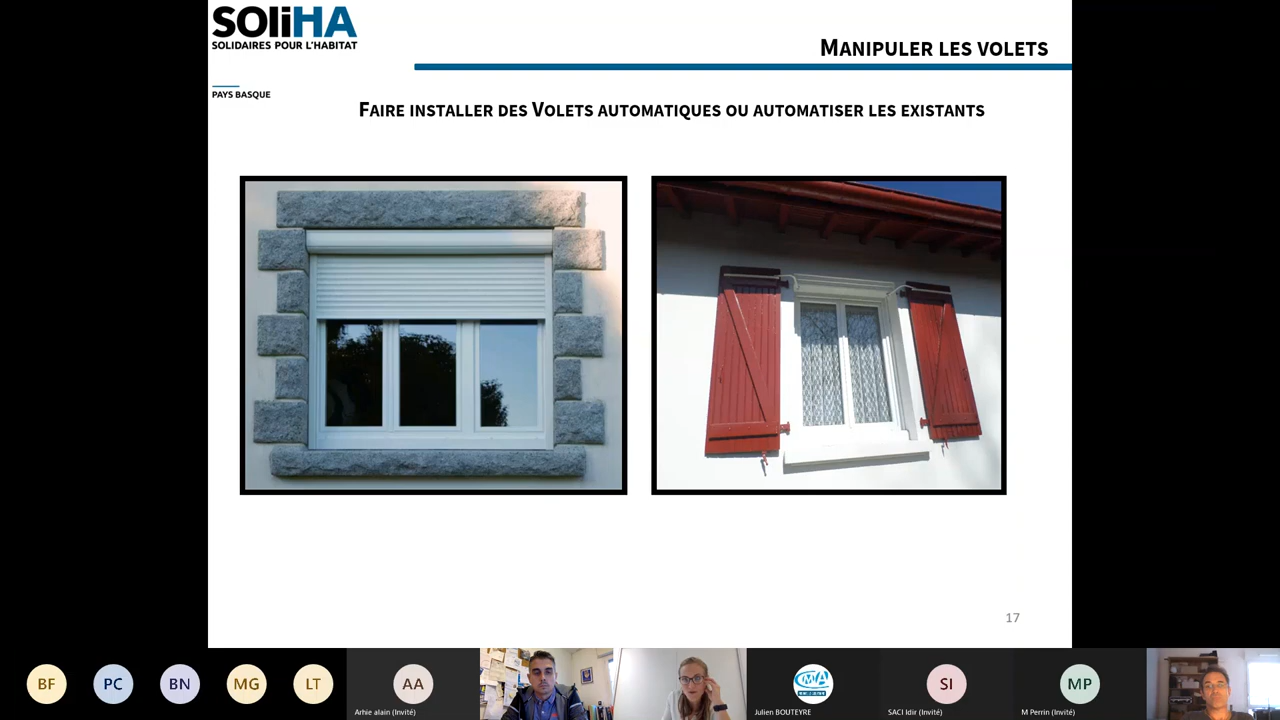 SOliHA
SOLIDAIRES POUR L'HABITAT
PAYS BASQUE
MANIPULER LES VOLETS
FAIRE INSTALLER DES VOLETS AUTOMATIQUES OU AUTOMATISER LES EXISTANTS
17
BF
PC
BN
MG
LT
AA
Arhie alain (Invité)
CMA
Julien BOUTEYRE
SI
SACI Idir (Invité)
MP
M Perrin (Invité)